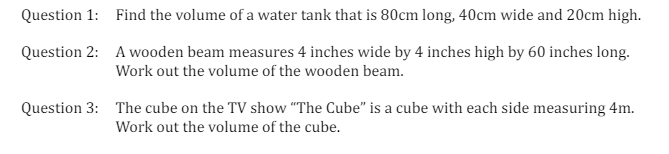 Question 1: Find the volume of a water tank that is 80cm long, 40cm wide and 20cm high.
Question 2: A wooden beam measures 4 inches wide by 4 inches high by 60 inches long.
Work out the volume of the wooden beam.
Question 3: The cube on the TV show “The Cube” is a cube with each side measuring 4m.
Work out the volume of the cube.